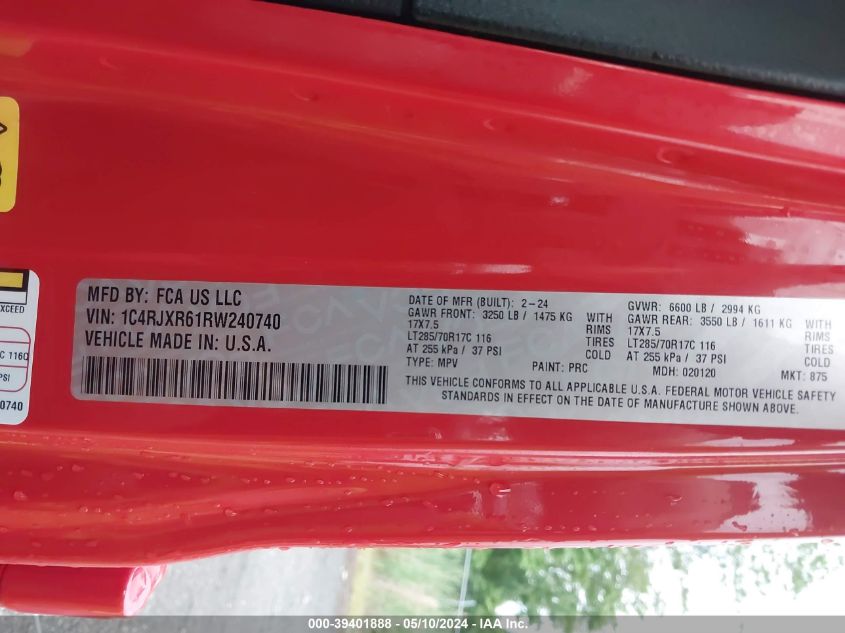 EXCEED
C 116Q
PSI
0740
MFD BY: FCA US LLC
VIN: 1C4RJXR61RW240740
VEHICLE MADE IN: U.S.A.
DATE OF MFR (BUILT): 2-24
GAWR FRONT: 3250 LB / 1475 KG WITH
17X7.5 RIMS
LT285/70R17C 116 TIRES
AT 255 kPa / 37 PSI COLD
TYPE: MPV PAINT: PRC
GVWR: 6600 LB / 2994 KG
GAWR REAR: 3550 LB / 1611 KG WITH
17X7.5 RIMS
LT285/70R17C 116 TIRES
AT 255 kPa / 37 PSI COLD
MDH: 020120 MKT: 875
THIS VEHICLE CONFORMS TO ALL APPLICABLE U.S.A. FEDERAL MOTOR VEHICLE SAFETY
STANDARDS IN EFFECT ON THE DATE OF MANUFACTURE SHOWN ABOVE.
000-39401888 - 05/10/2024 - IAA Inc.